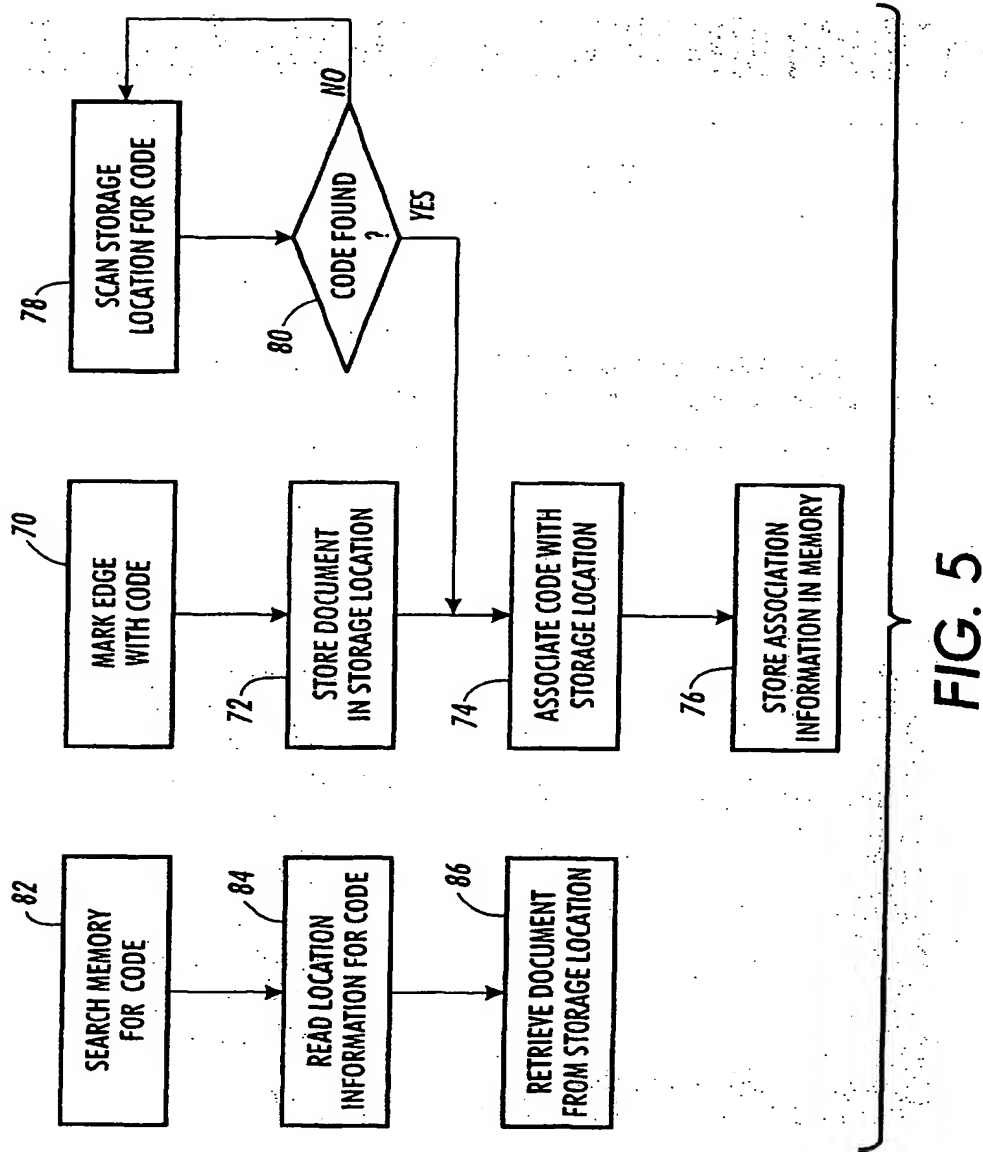 82
SEARCH MEMORY
FOR CODE
84
READ LOCATION
INFORMATION FOR CODE
86
RETRIEVE DOCUMENT
FROM STORAGE LOCATION
70
MARK EDGE
WITH CODE
72
STORE DOCUMENT
IN STORAGE LOCATION
74
ASSOCIATE CODE WITH
STORAGE LOCATION
76
STORE ASSOCIATION
INFORMATION IN MEMORY
78
SCAN STORAGE
LOCATION FOR CODE
80
CODE FOUND
?
NO
YES
FIG. 5